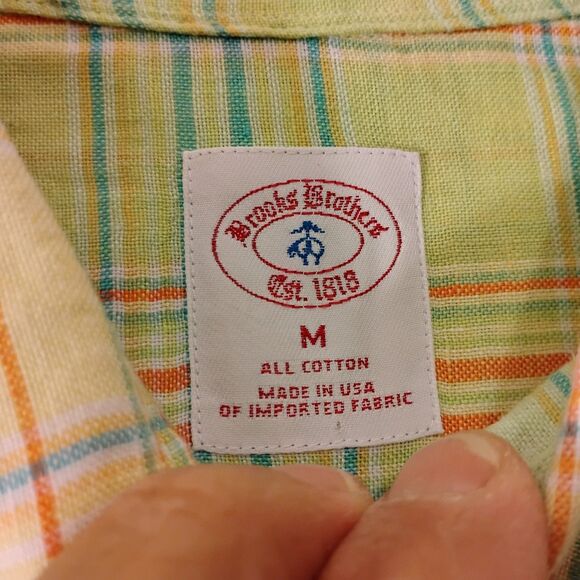 Brooks Brothers
Est. 1818
M
ALL COTTON
MADE IN USA
OF IMPORTED FABRIC